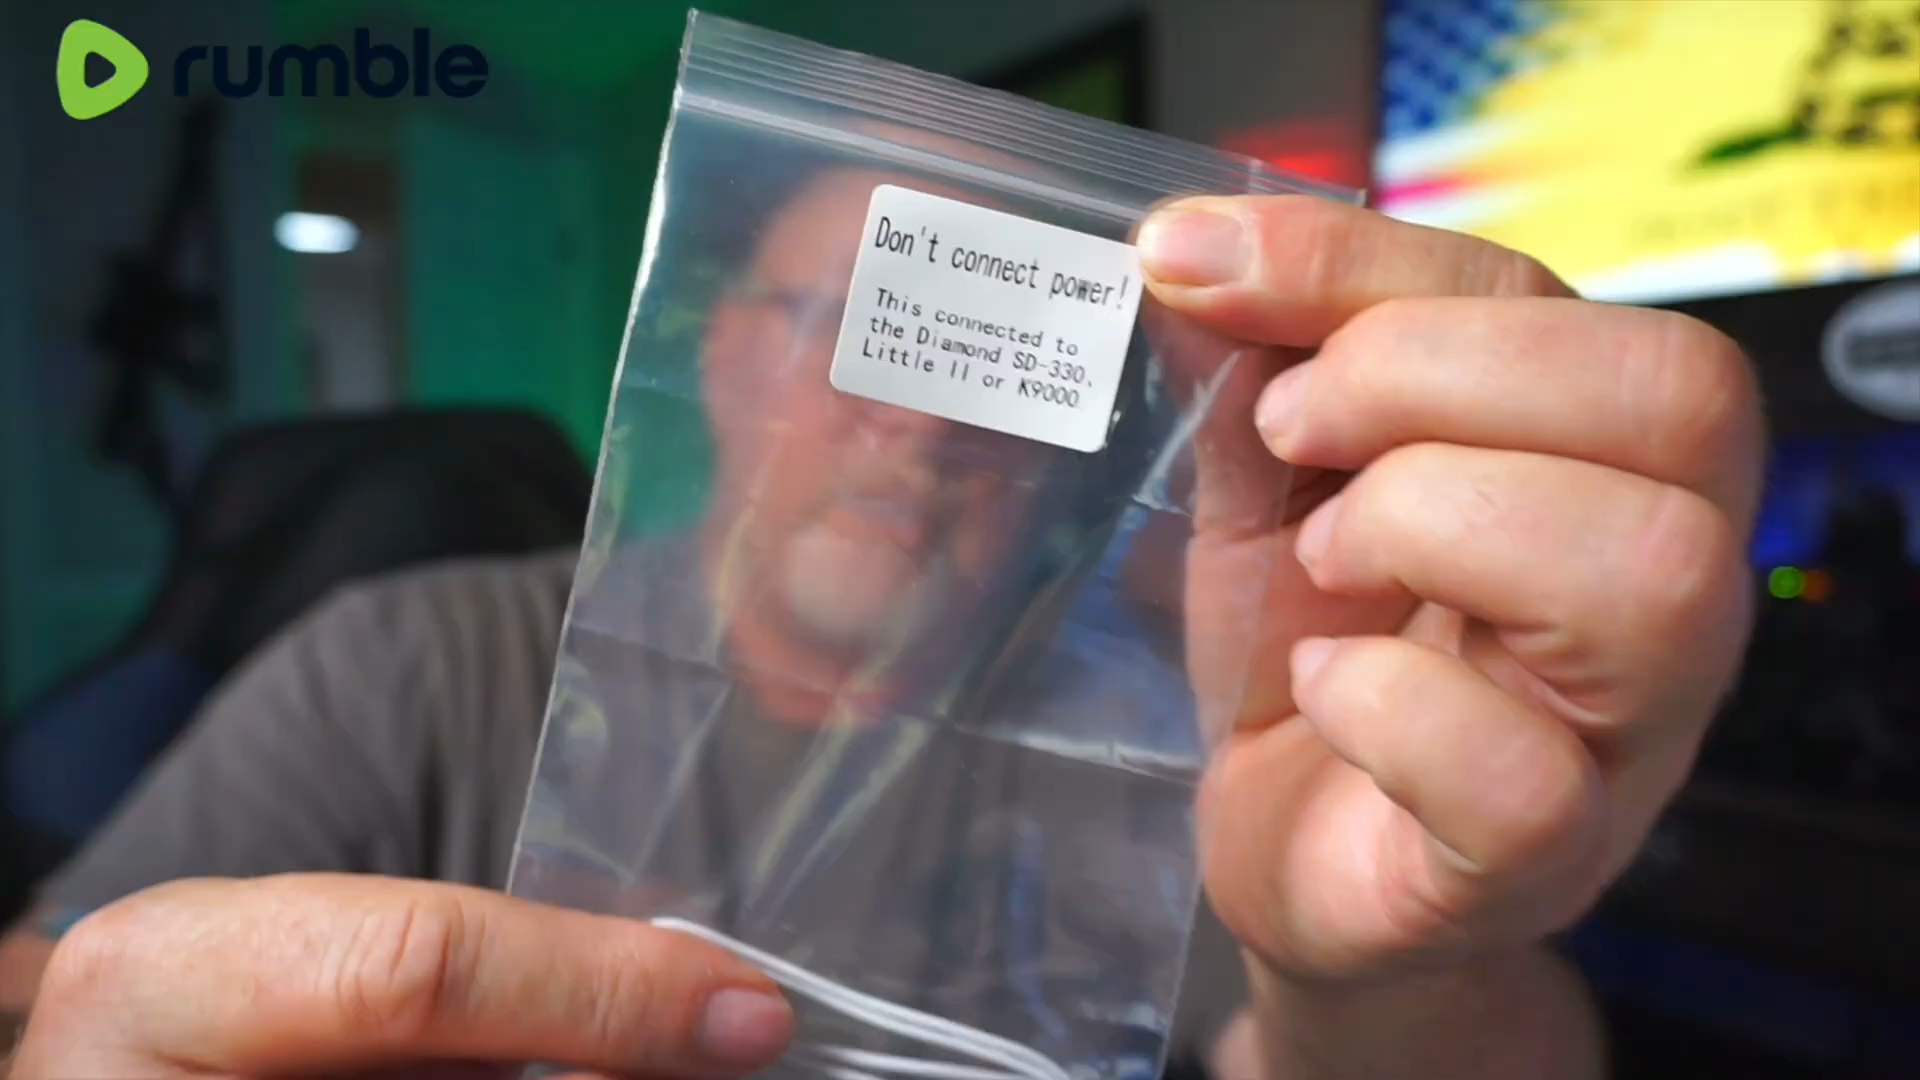 rumble
Don't connect power!
This connected to
the Diamond SD-330,
Little II or K9000